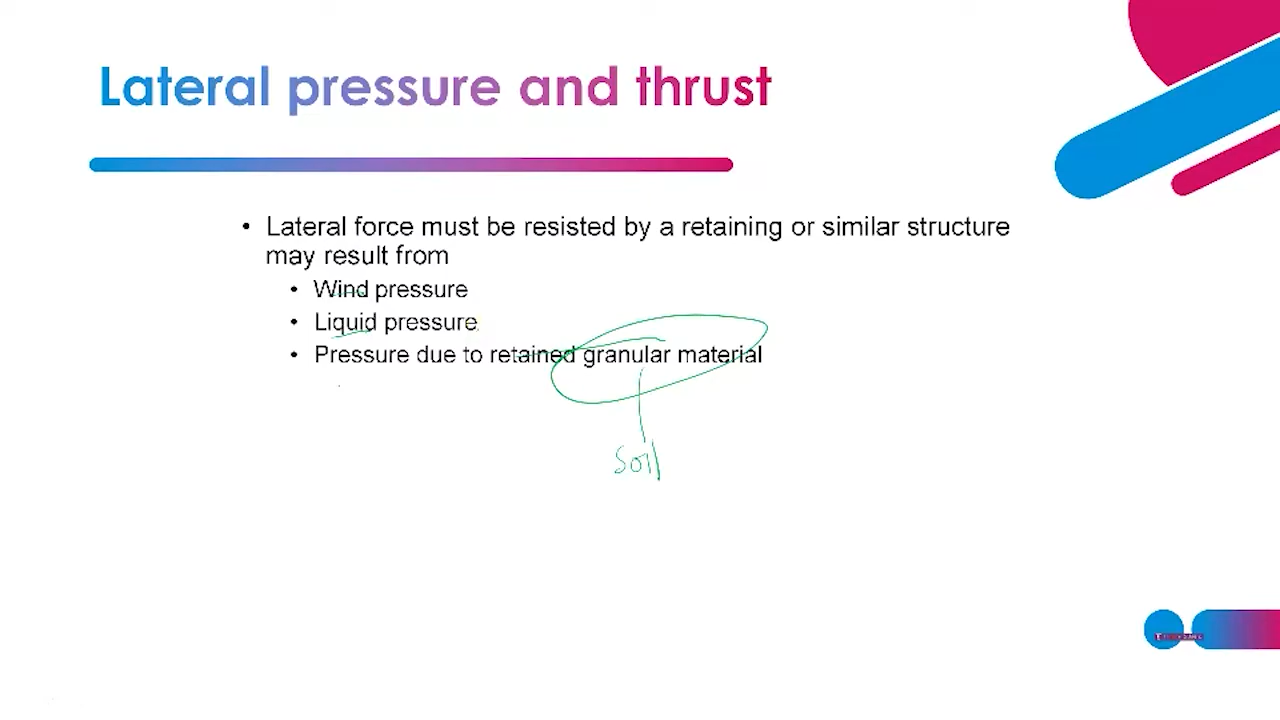 Lateral pressure and thrust
• Lateral force must be resisted by a retaining or similar structure
may result from
• Wind pressure
• Liquid pressure
• Pressure due to retained granular material
Soil